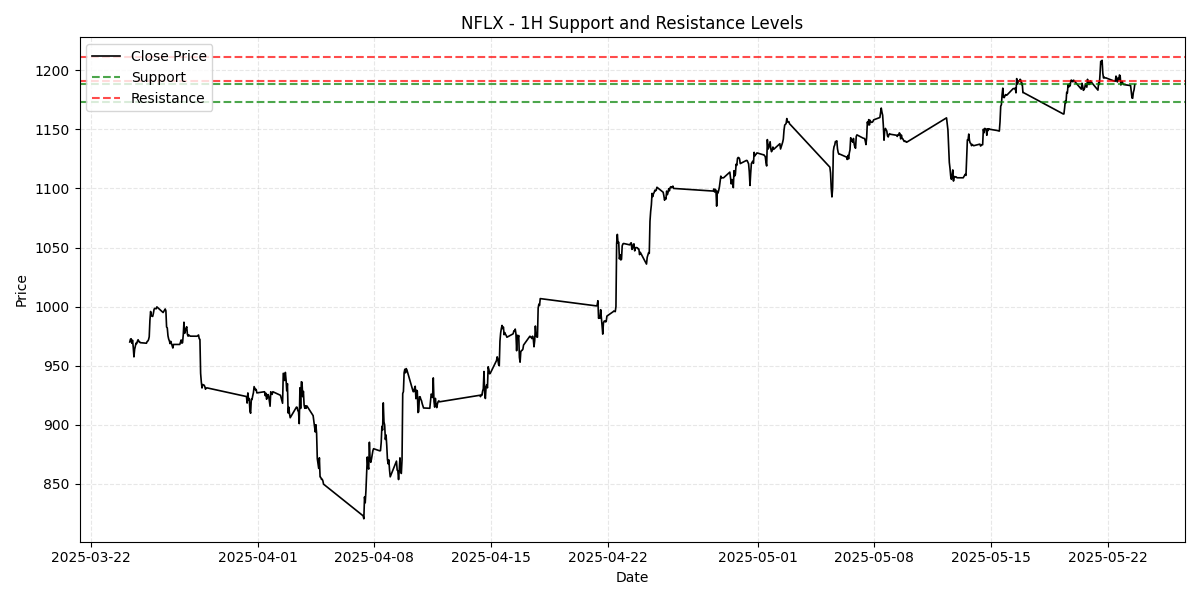 NFLX - 1H Support and Resistance Levels
Close Price
Support
Resistance
Price
1200
1150
1100
1050
1000
950
900
850
2025-03-22 2025-04-01 2025-04-08 2025-04-15 2025-04-22 2025-05-01 2025-05-08 2025-05-15 2025-05-22
Date